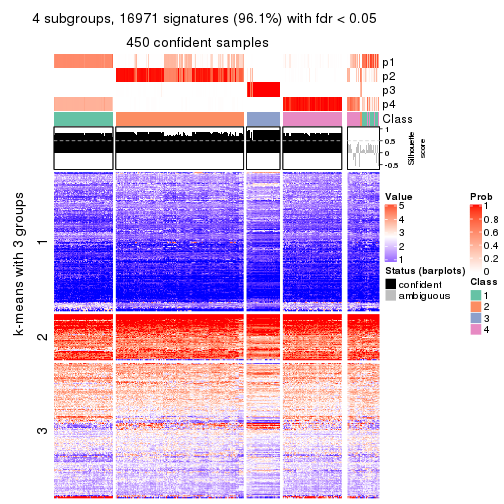 4 subgroups, 16971 signatures (96.1%) with fdr < 0.05
450 confident samples
p1
p2
p3
p4
Class
1
0.5
0
-0.5
Silhouette
score
k-means with 3 groups
1
2
3
Value
5
4
3
2
1
Status (barplots)
confident
ambiguous
Prob
1
0.8
0.6
0.4
0.2
0
Class
1
2
3
4